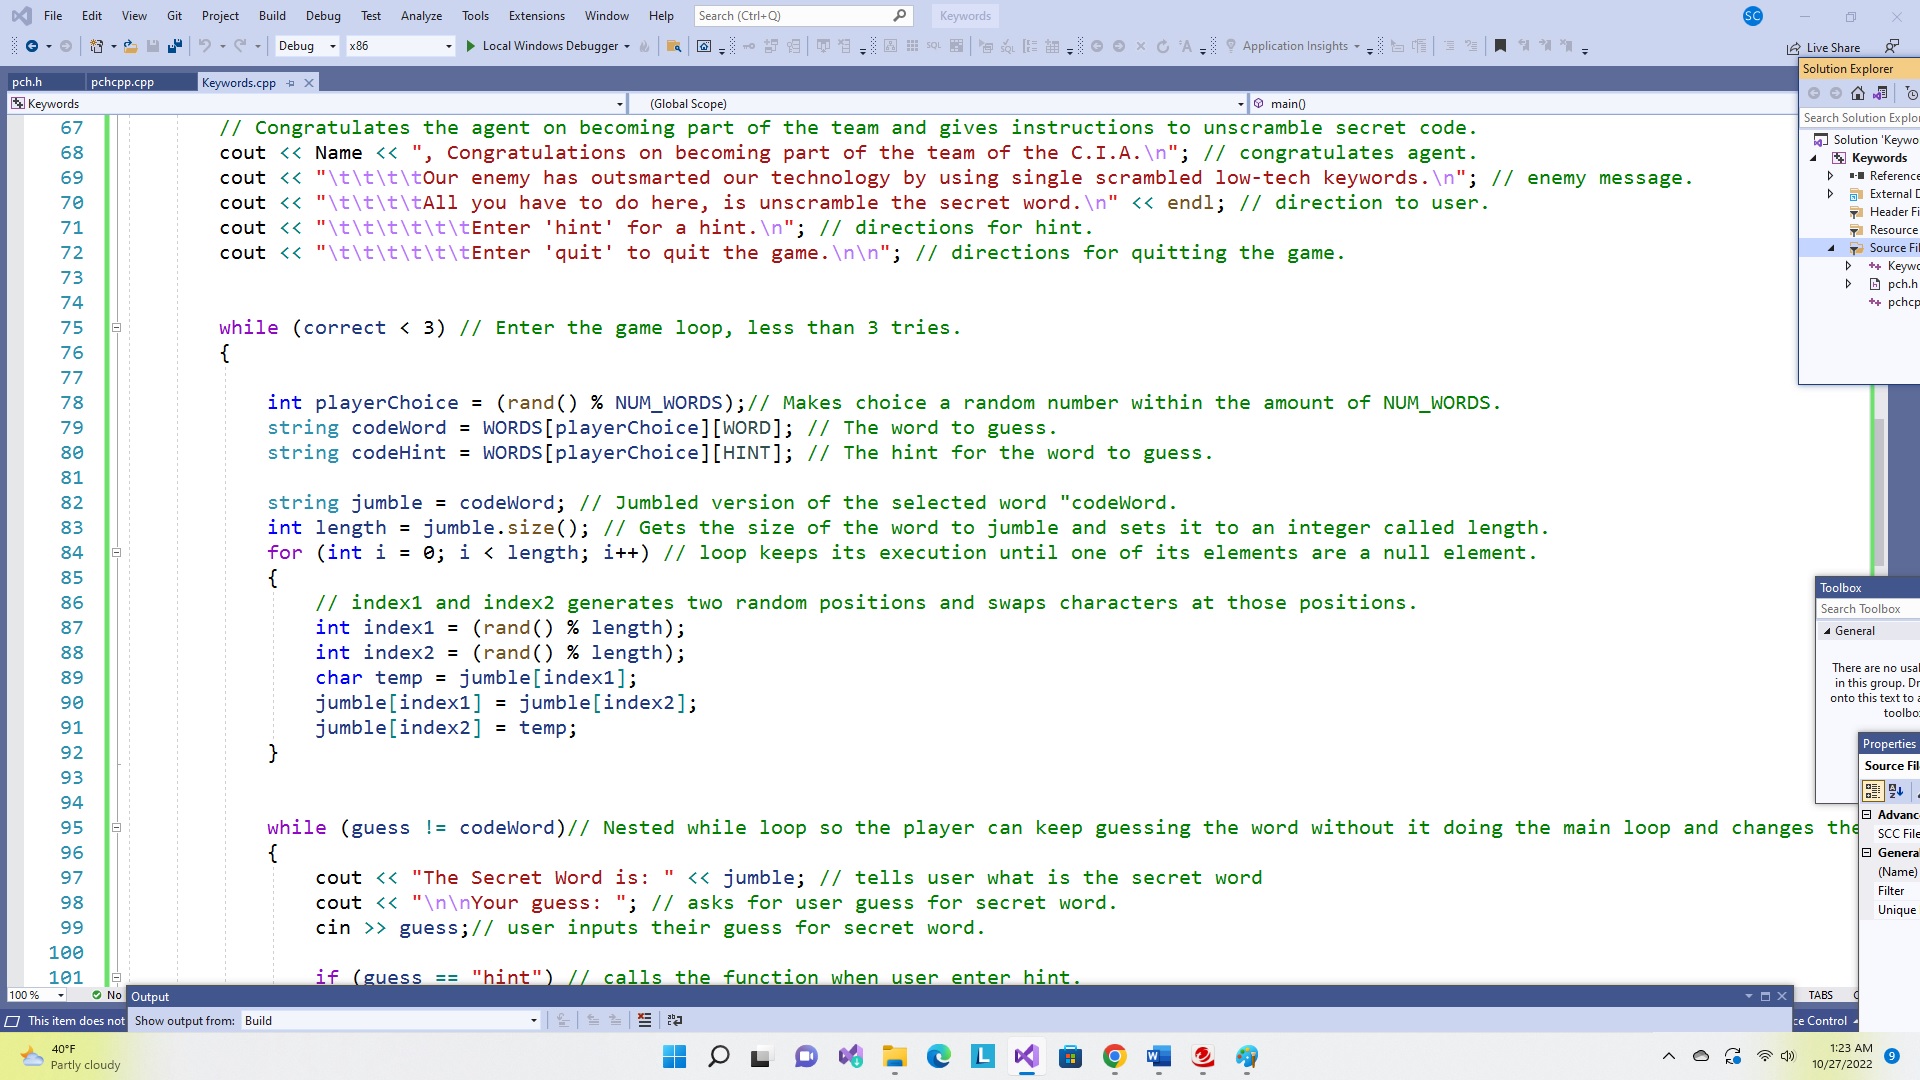 File Edit View Git Project Build Debug Test Analyze Tools Extensions Window Help Search (Ctrl+Q) Keywords SC
Debug x86 Local Windows Debugger Application Insights Live Share
pch.h pchcpp.cpp Keywords.cpp
Keywords (Global Scope) main()
67 // Congratulates the agent on becoming part of the team and gives instructions to unscramble secret code.
68 cout << Name << ", Congratulations on becoming part of the team of the C.I.A.\n"; // congratulates agent.
69 cout << "\t\t\t\tOur enemy has outsmarted our technology by using single scrambled low-tech keywords.\n"; // enemy message.
70 cout << "\t\t\t\tAll you have to do here, is unscramble the secret word.\n" << endl; // direction to user.
71 cout << "\t\t\t\t\t\tEnter 'hint' for a hint.\n"; // directions for hint.
72 cout << "\t\t\t\t\t\tEnter 'quit' to quit the game.\n\n"; // directions for quitting the game.
73
74
75 while (correct < 3) // Enter the game loop, less than 3 tries.
76 {
77
78 int playerChoice = (rand() % NUM_WORDS);// Makes choice a random number within the amount of NUM_WORDS.
79 string codeWord = WORDS[playerChoice][WORD]; // The word to guess.
80 string codeHint = WORDS[playerChoice][HINT]; // The hint for the word to guess.
81
82 string jumble = codeWord; // Jumbled version of the selected word "codeWord.
83 int length = jumble.size(); // Gets the size of the word to jumble and sets it to an integer called length.
84 for (int i = 0; i < length; i++) // loop keeps its execution until one of its elements are a null element.
85 {
86 // index1 and index2 generates two random positions and swaps characters at those positions.
87 int index1 = (rand() % length);
88 int index2 = (rand() % length);
89 char temp = jumble[index1];
90 jumble[index1] = jumble[index2];
91 jumble[index2] = temp;
92 }
93
94
95 while (guess != codeWord)// Nested while loop so the player can keep guessing the word without it doing the main loop and changes the
96 {
97 cout << "The Secret Word is: " << jumble; // tells user what is the secret word
98 cout << "\n\nYour guess: "; // asks for user guess for secret word.
99 cin >> guess;// user inputs their guess for secret word.
100
101 if (guess == "hint") // calls the function when user enter hint.
Solution Explorer
Search Solution Explo
Solution 'Keywo
Keywords
Reference
External D
Header Fi
Resource
Source Fil
Keywo
pch.h
pchcp
Toolbox
Search Toolbox
General
There are no usal
in this group. Dr
onto this text to a
toolbo
Properties
Source Fil
Advanc
SCC File
General
(Name)
Filter
Unique
100 % No
TABS
Output
This item does not Show output from: Build ce Control
40°F
Partly cloudy
1:23 AM
10/27/2022
9